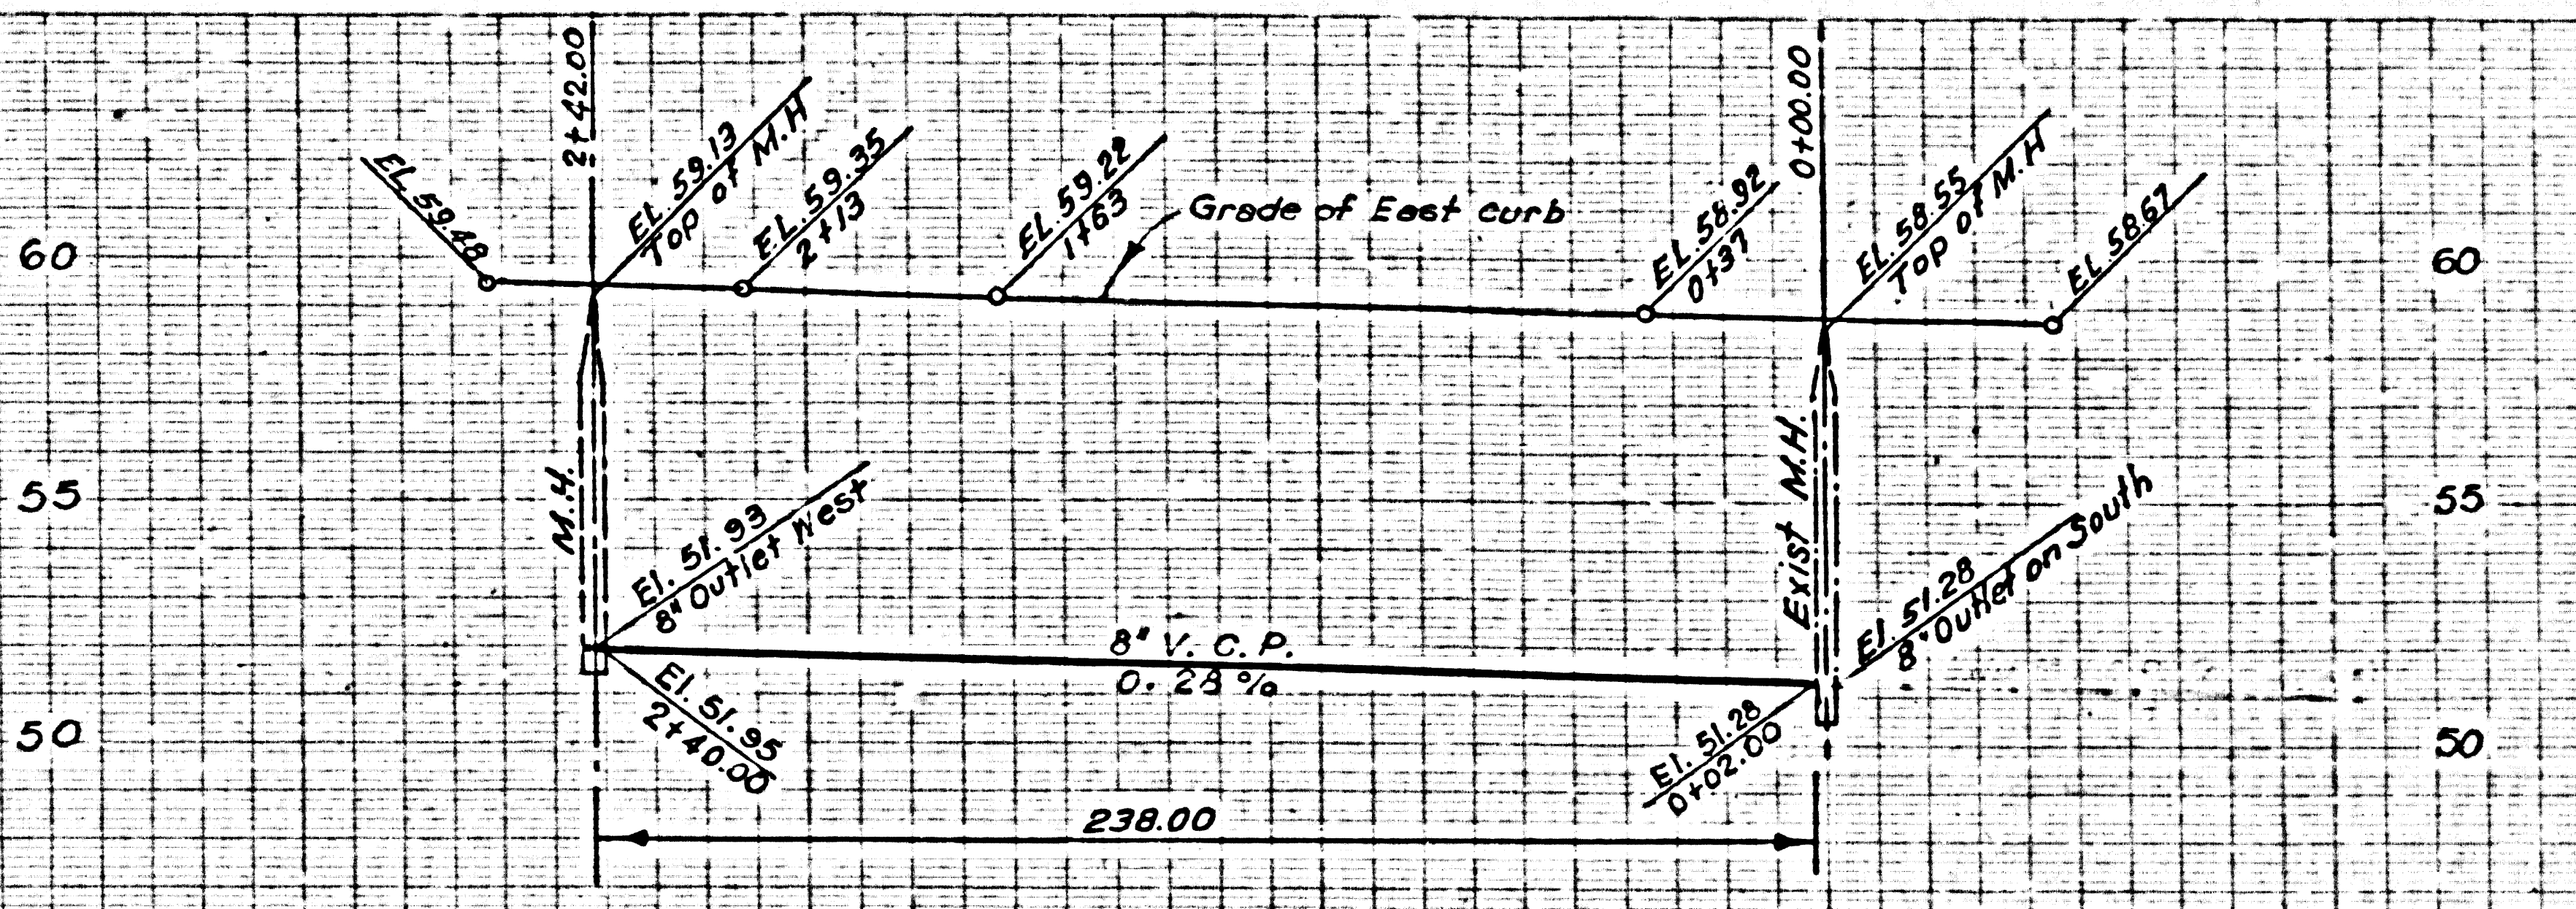 2+42.00
0+00.00
EL. 59.48
EL. 59.13
Top of M.H
EL. 59.35
2+13
EL. 59.22
1+63
Grade of East curb
EL. 58.92
0+37
EL. 58.55
Top of M.H
EL. 58.67
60
60
55
55
50
50
M.H.
El. 51.93
8" Outlet West
Exist M.H.
El. 51.28
8" Outlet on South
8" V. C. P.
0.28 %
El. 51.95
2+40.00
El. 51.28
0+02.00
238.00